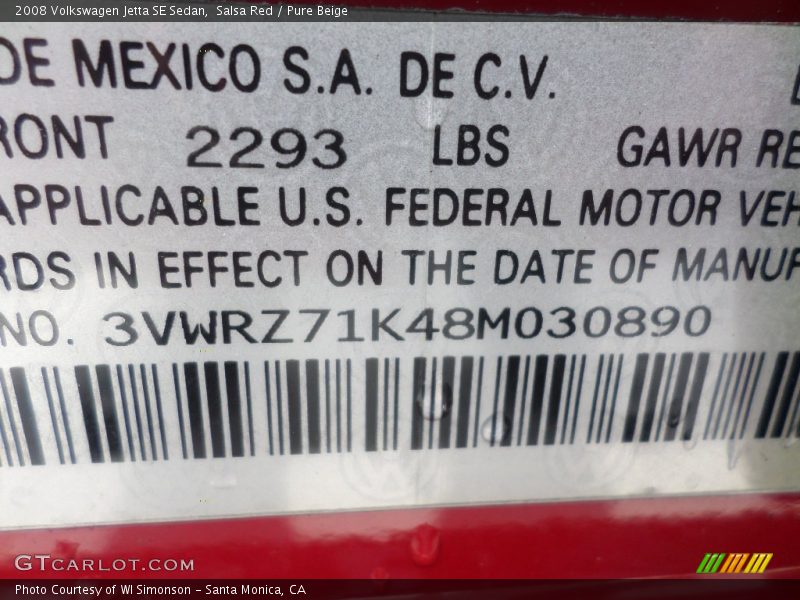 2008 Volkswagen Jetta SE Sedan, Salsa Red / Pure Beige
DE MEXICO S.A. DE C.V.
RONT 2293 LBS GAWR RE
APPLICABLE U.S. FEDERAL MOTOR VEH
RDS IN EFFECT ON THE DATE OF MANUF
NO. 3VWRZ71K48M030890
GTCARLOT.COM
Photo Courtesy of WI Simonson - Santa Monica, CA